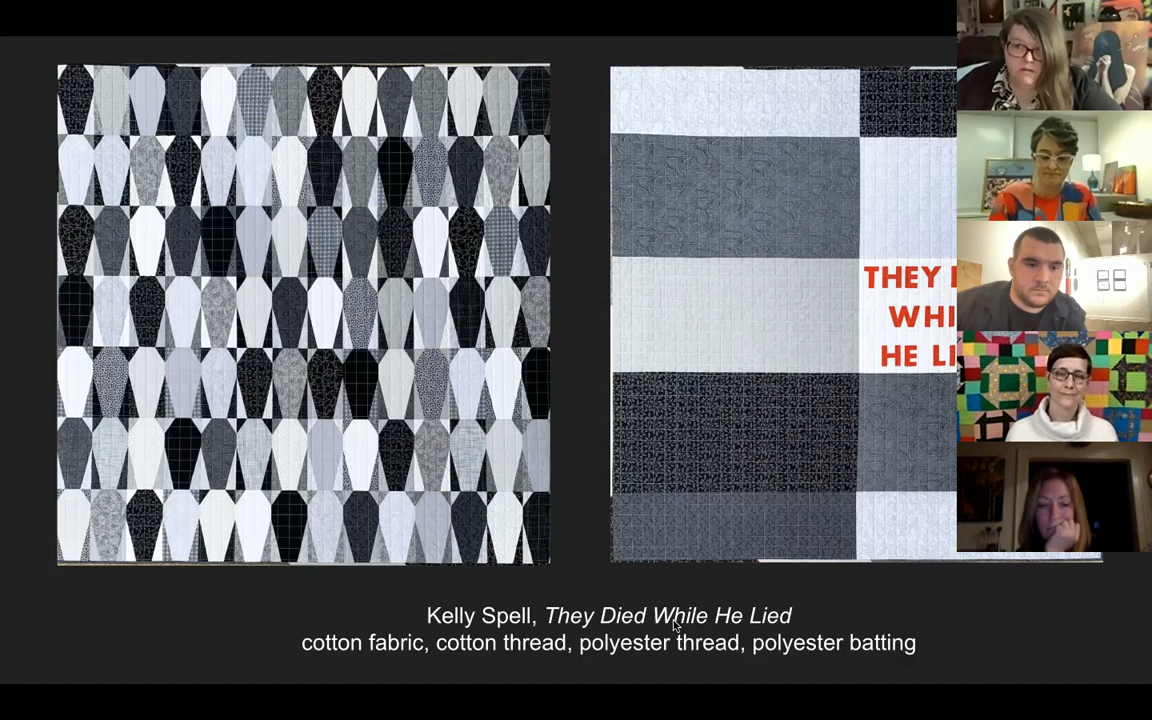 THEY
WHI
HE LI
Kelly Spell, They Died While He Lied
cotton fabric, cotton thread, polyester thread, polyester batting